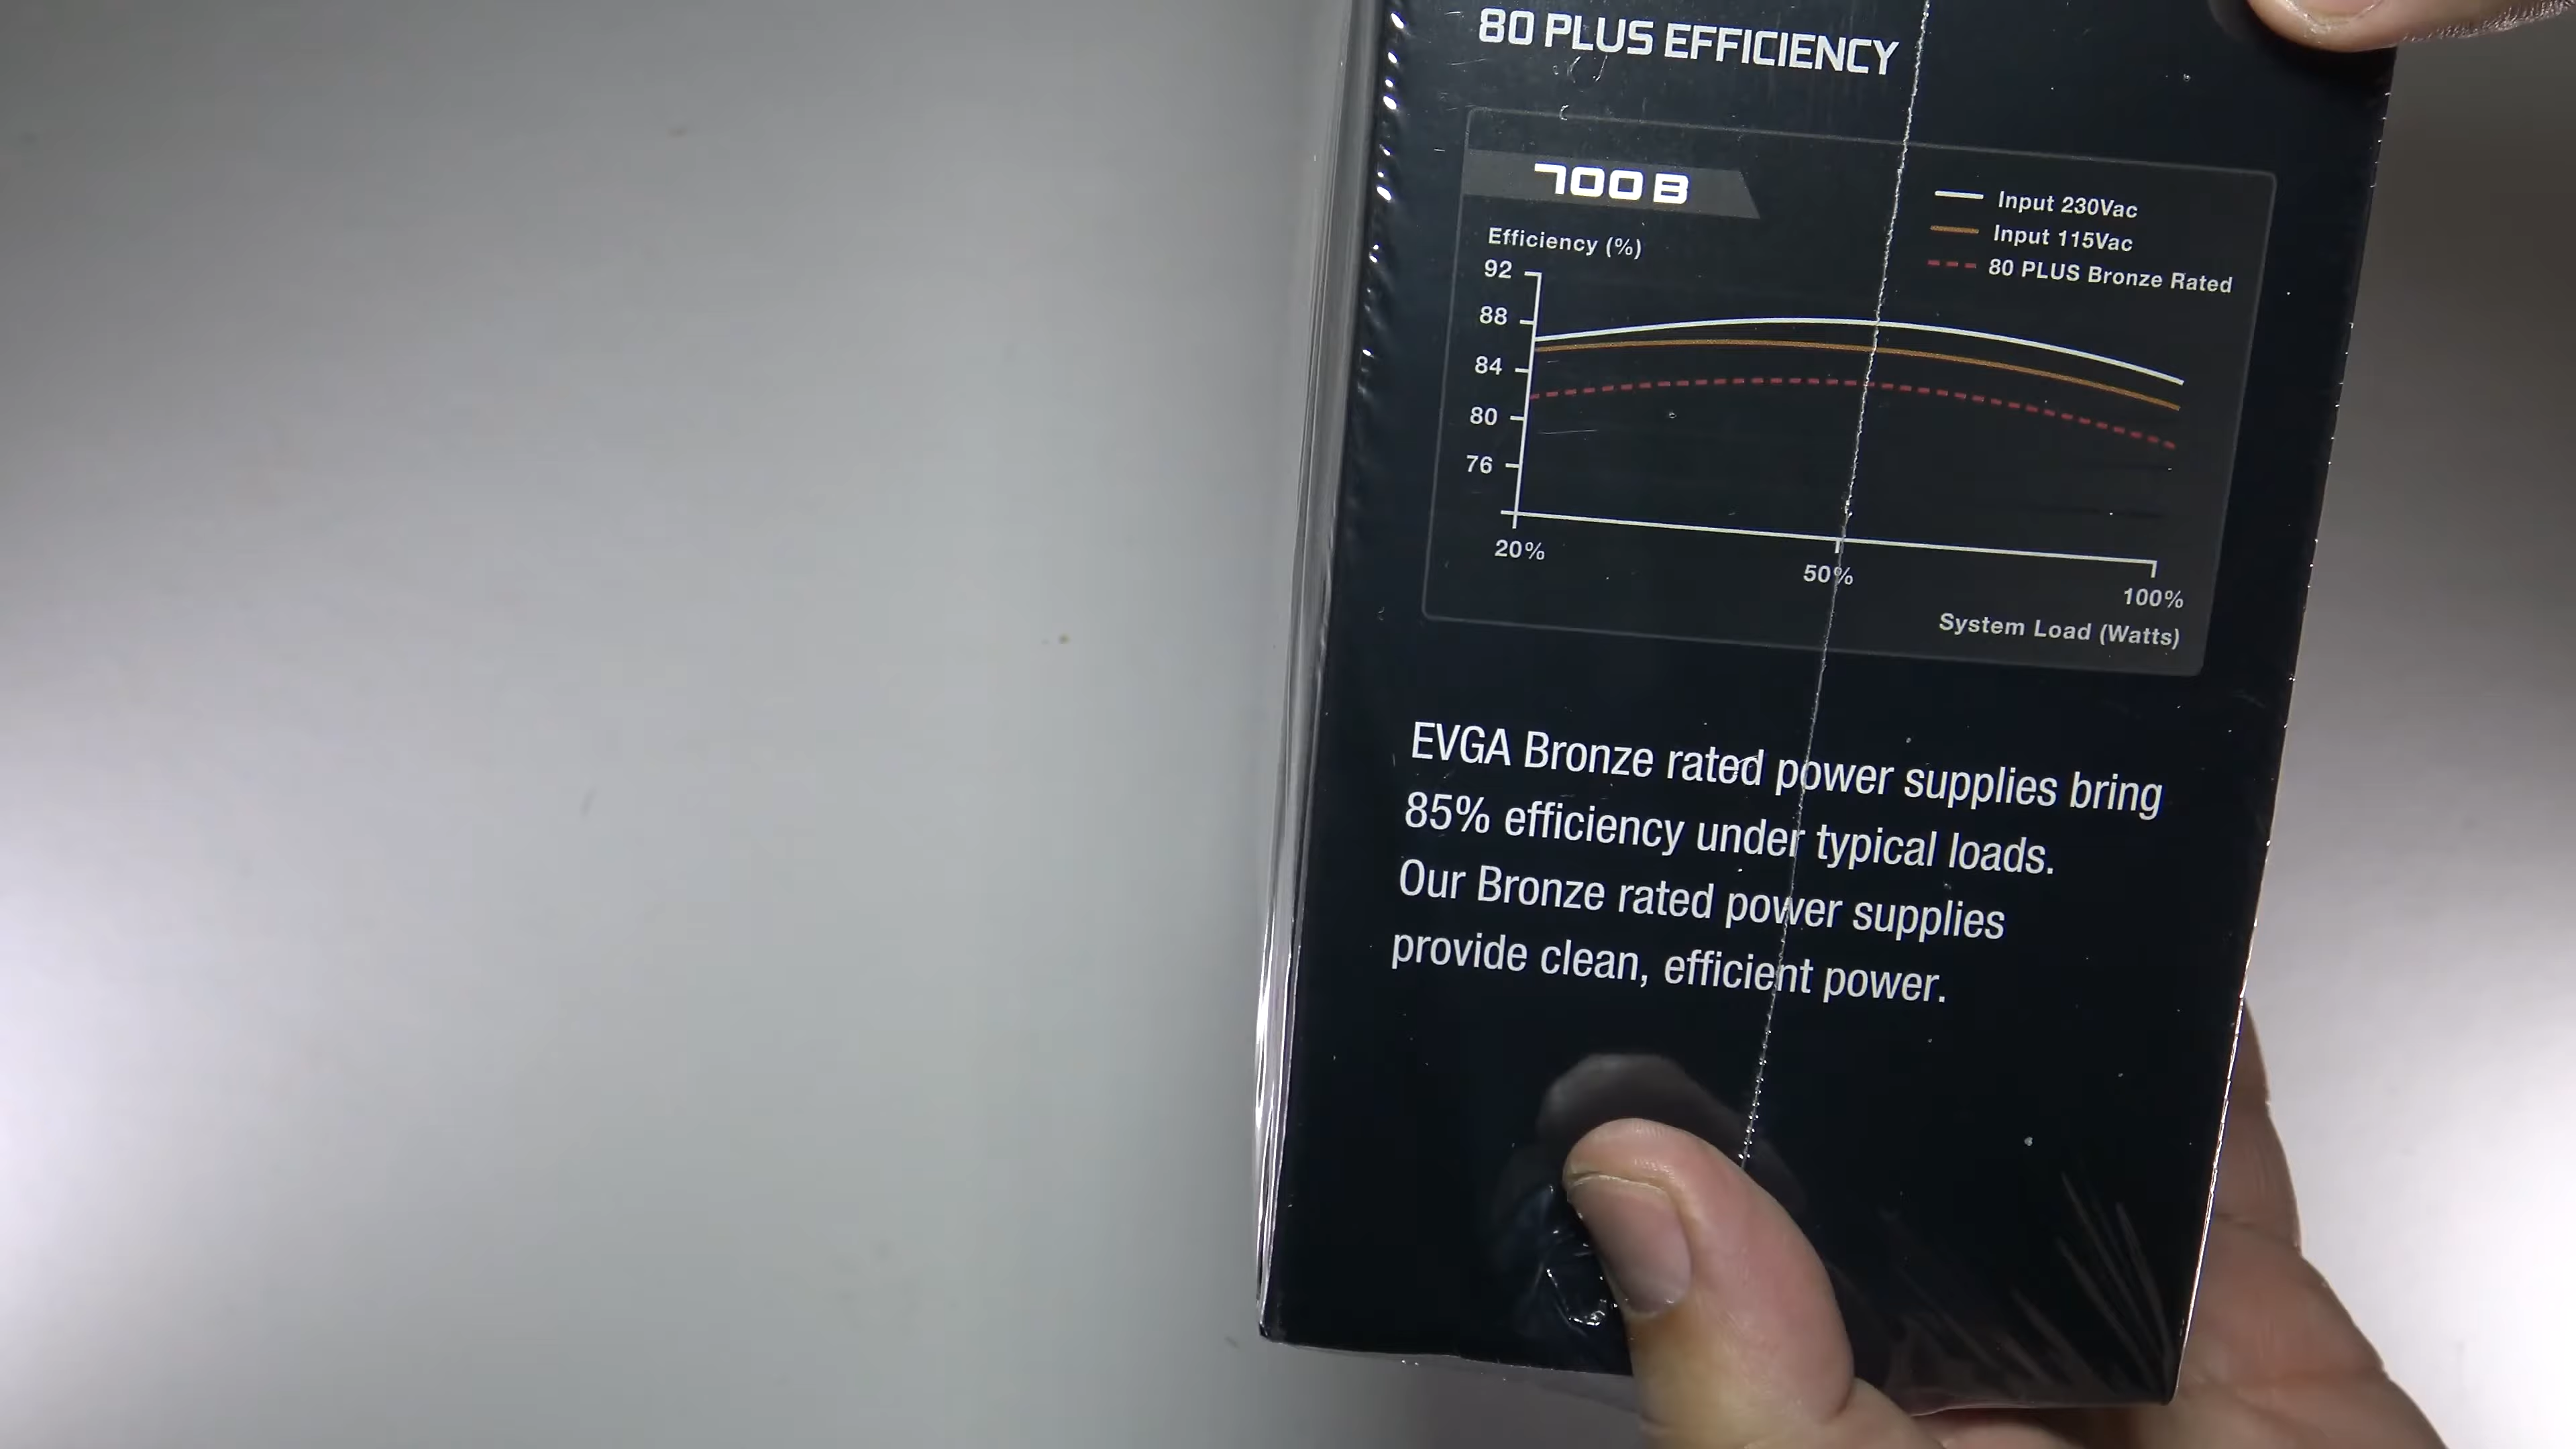 80 PLUS EFFICIENCY
700 B
Input 230Vac
Input 115Vac
80 PLUS Bronze Rated
Efficiency (%)
92
88
84
80
76
20%
50%
100%
System Load (Watts)
EVGA Bronze rated power supplies bring
85% efficiency under typical loads.
Our Bronze rated power supplies
provide clean, efficient power.